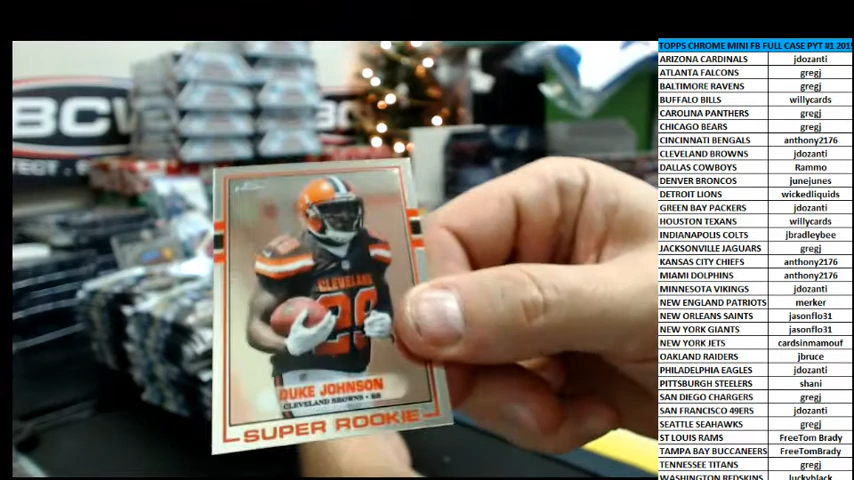 BCW
TOPPS CHROME MINI FB FULL CASE PYT #1 201
ARIZONA CARDINALS jdozanti
ATLANTA FALCONS gregj
BALTIMORE RAVENS gregj
BUFFALO BILLS willycards
CAROLINA PANTHERS gregj
CHICAGO BEARS gregj
CINCINNATI BENGALS anthony2176
CLEVELAND BROWNS jdozanti
DALLAS COWBOYS Rammo
DENVER BRONCOS junejunes
DETROIT LIONS wickedliquids
GREEN BAY PACKERS jdozanti
HOUSTON TEXANS willycards
INDIANAPOLIS COLTS jbradleybee
JACKSONVILLE JAGUARS gregj
KANSAS CITY CHIEFS anthony2176
MIAMI DOLPHINS anthony2176
MINNESOTA VIKINGS jdozanti
NEW ENGLAND PATRIOTS merker
NEW ORLEANS SAINTS jasonflo31
NEW YORK GIANTS jasonflo31
NEW YORK JETS cardsinmamouf
OAKLAND RAIDERS jbruce
PHILADELPHIA EAGLES jdozanti
PITTSBURGH STEELERS shani
SAN DIEGO CHARGERS gregj
SAN FRANCISCO 49ERS jdozanti
SEATTLE SEAHAWKS gregj
ST LOUIS RAMS FreeTom Brady
TAMPA BAY BUCCANEERS FreeTomBrady
TENNESSEE TITANS gregj
WASHINGTON REDSKINS luckyblack
CLEVELAND
29
DUKE JOHNSON
CLEVELAND BROWNS • RB
SUPER ROOKIE